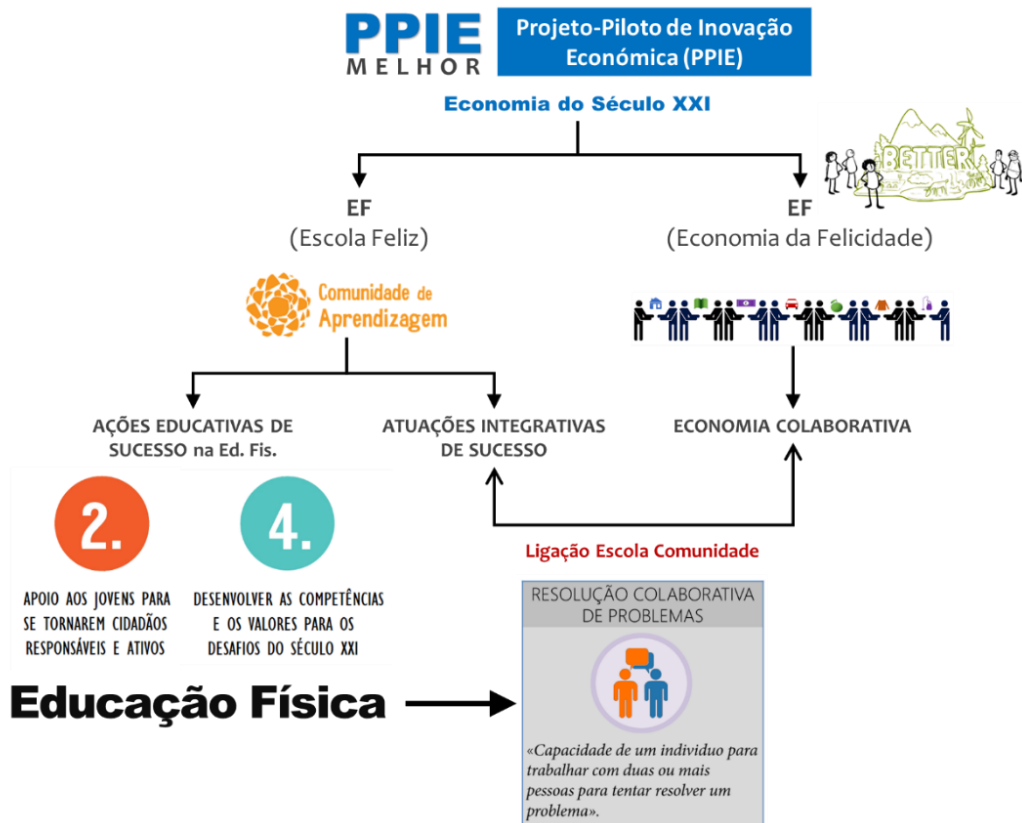 PPIE
MELHOR
Projeto-Piloto de Inovação
Económica (PPIE)
Economia do Século XXI
BETTER
EF
(Escola Feliz)
EF
(Economia da Felicidade)
Comunidade de
Aprendizagem
AÇÕES EDUCATIVAS DE
SUCESSO na Ed. Fis.
ATUAÇÕES INTEGRATIVAS
DE SUCESSO
ECONOMIA COLABORATIVA
2.
APOIO AOS JOVENS PARA
SE TORNAREM CIDADÃOS
RESPONSÁVEIS E ATIVOS
4.
DESENVOLVER AS COMPETÊNCIAS
E OS VALORES PARA OS
DESAFIOS DO SÉCULO XXI
Ligação Escola Comunidade
Educação Física
RESOLUÇÃO COLABORATIVA
DE PROBLEMAS
«Capacidade de um individuo para
trabalhar com duas ou mais
pessoas para tentar resolver um
problema».